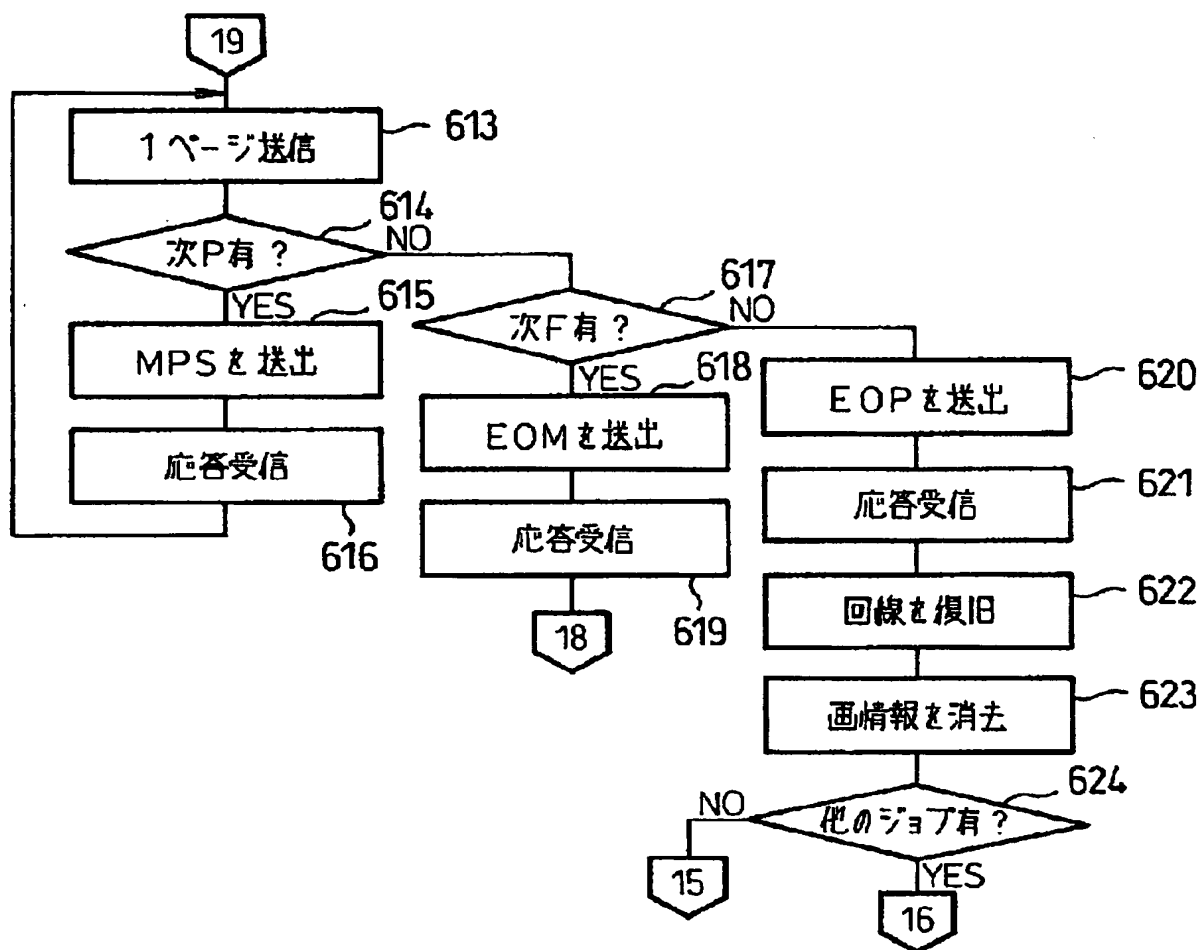 19
1ページ送信
613
614
次P有?
NO
YES
615
MPSを送出
応答受信
616
617
次F有?
NO
YES
618
EOMを送出
応答受信
619
18
EOPを送出
620
応答受信
621
回線を復旧
622
画情報を消去
623
624
他のジョブ有?
NO
YES
15
16